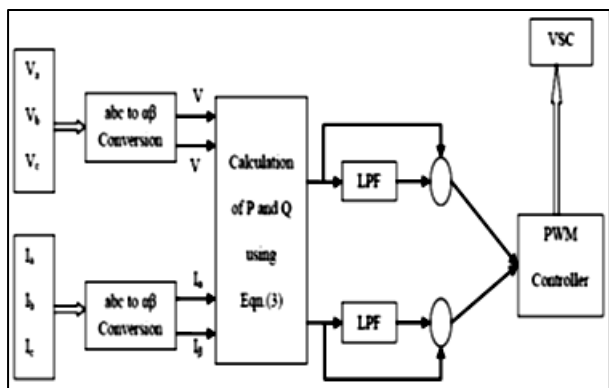 VSC
Va
Vb
Vc
abc to αβ
Conversion
V
V
Calculation
of P and Q
using
Eqn.(3)
LPF
PWM
Controller
Ia
Ib
Ic
abc to αβ
Conversion
Ia
Iβ
LPF